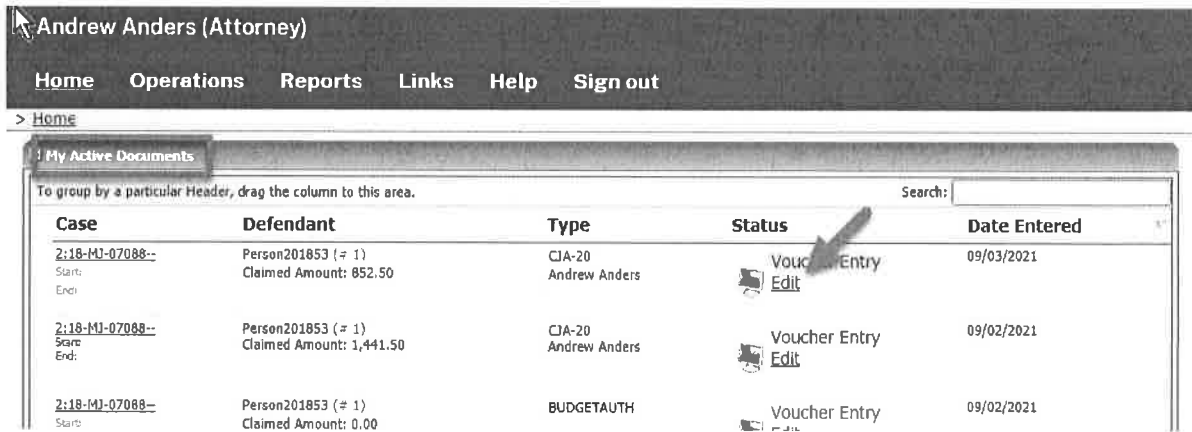 Andrew Anders (Attorney)
Home Operations Reports Links Help Sign out
> Home
My Active Documents
To group by a particular Header, drag the column to this area. Search:
Case Defendant Type Status Date Entered
2:18-MJ-07088-- Person201853 (# 1) CJA-20 Voucher Entry 09/03/2021
Start: Claimed Amount: 852.50 Andrew Anders Edit
End:
2:18-MJ-07088-- Person201853 (# 1) CJA-20 Voucher Entry 09/02/2021
Start: Claimed Amount: 1,441.50 Andrew Anders Edit
End:
2:18-MJ-07088-- Person201853 (# 1) BUDGETAUTH Voucher Entry 09/02/2021
Start: Claimed Amount: 0.00 Edit